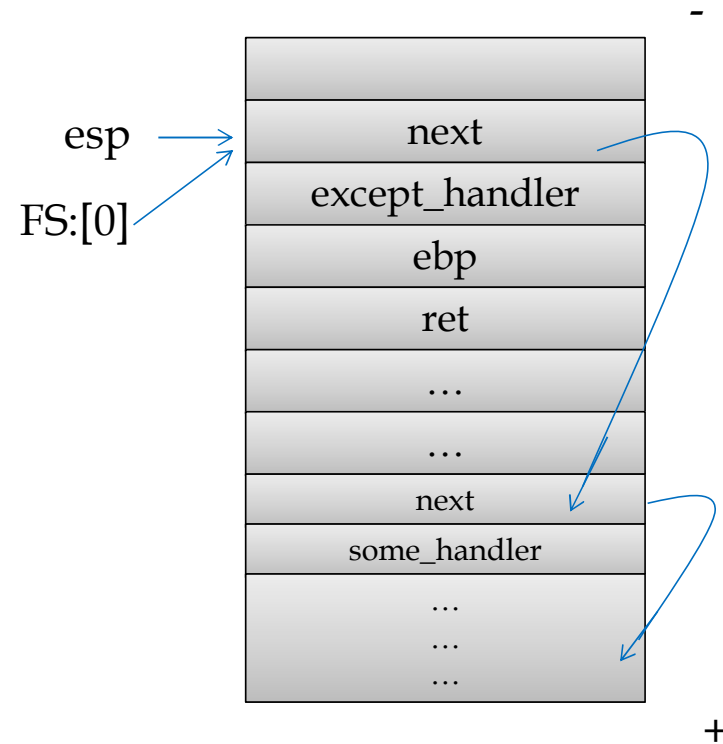 -
next
esp
except_handler
FS:[0]
ebp
ret
…
…
next
some_handler
…
…
…
+